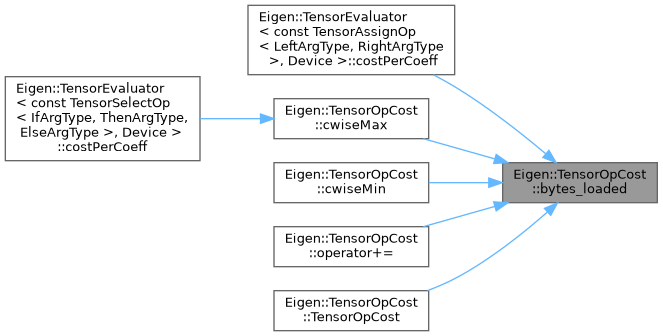 Eigen::TensorEvaluator
< const TensorAssignOp
< LeftArgType, RightArgType
>, Device >::costPerCoeff
Eigen::TensorEvaluator
< const TensorSelectOp
< IfArgType, ThenArgType,
ElseArgType >, Device >
::costPerCoeff
Eigen::TensorOpCost
::cwiseMax
Eigen::TensorOpCost
::cwiseMin
Eigen::TensorOpCost
::operator+=
Eigen::TensorOpCost
::TensorOpCost
Eigen::TensorOpCost
::bytes_loaded